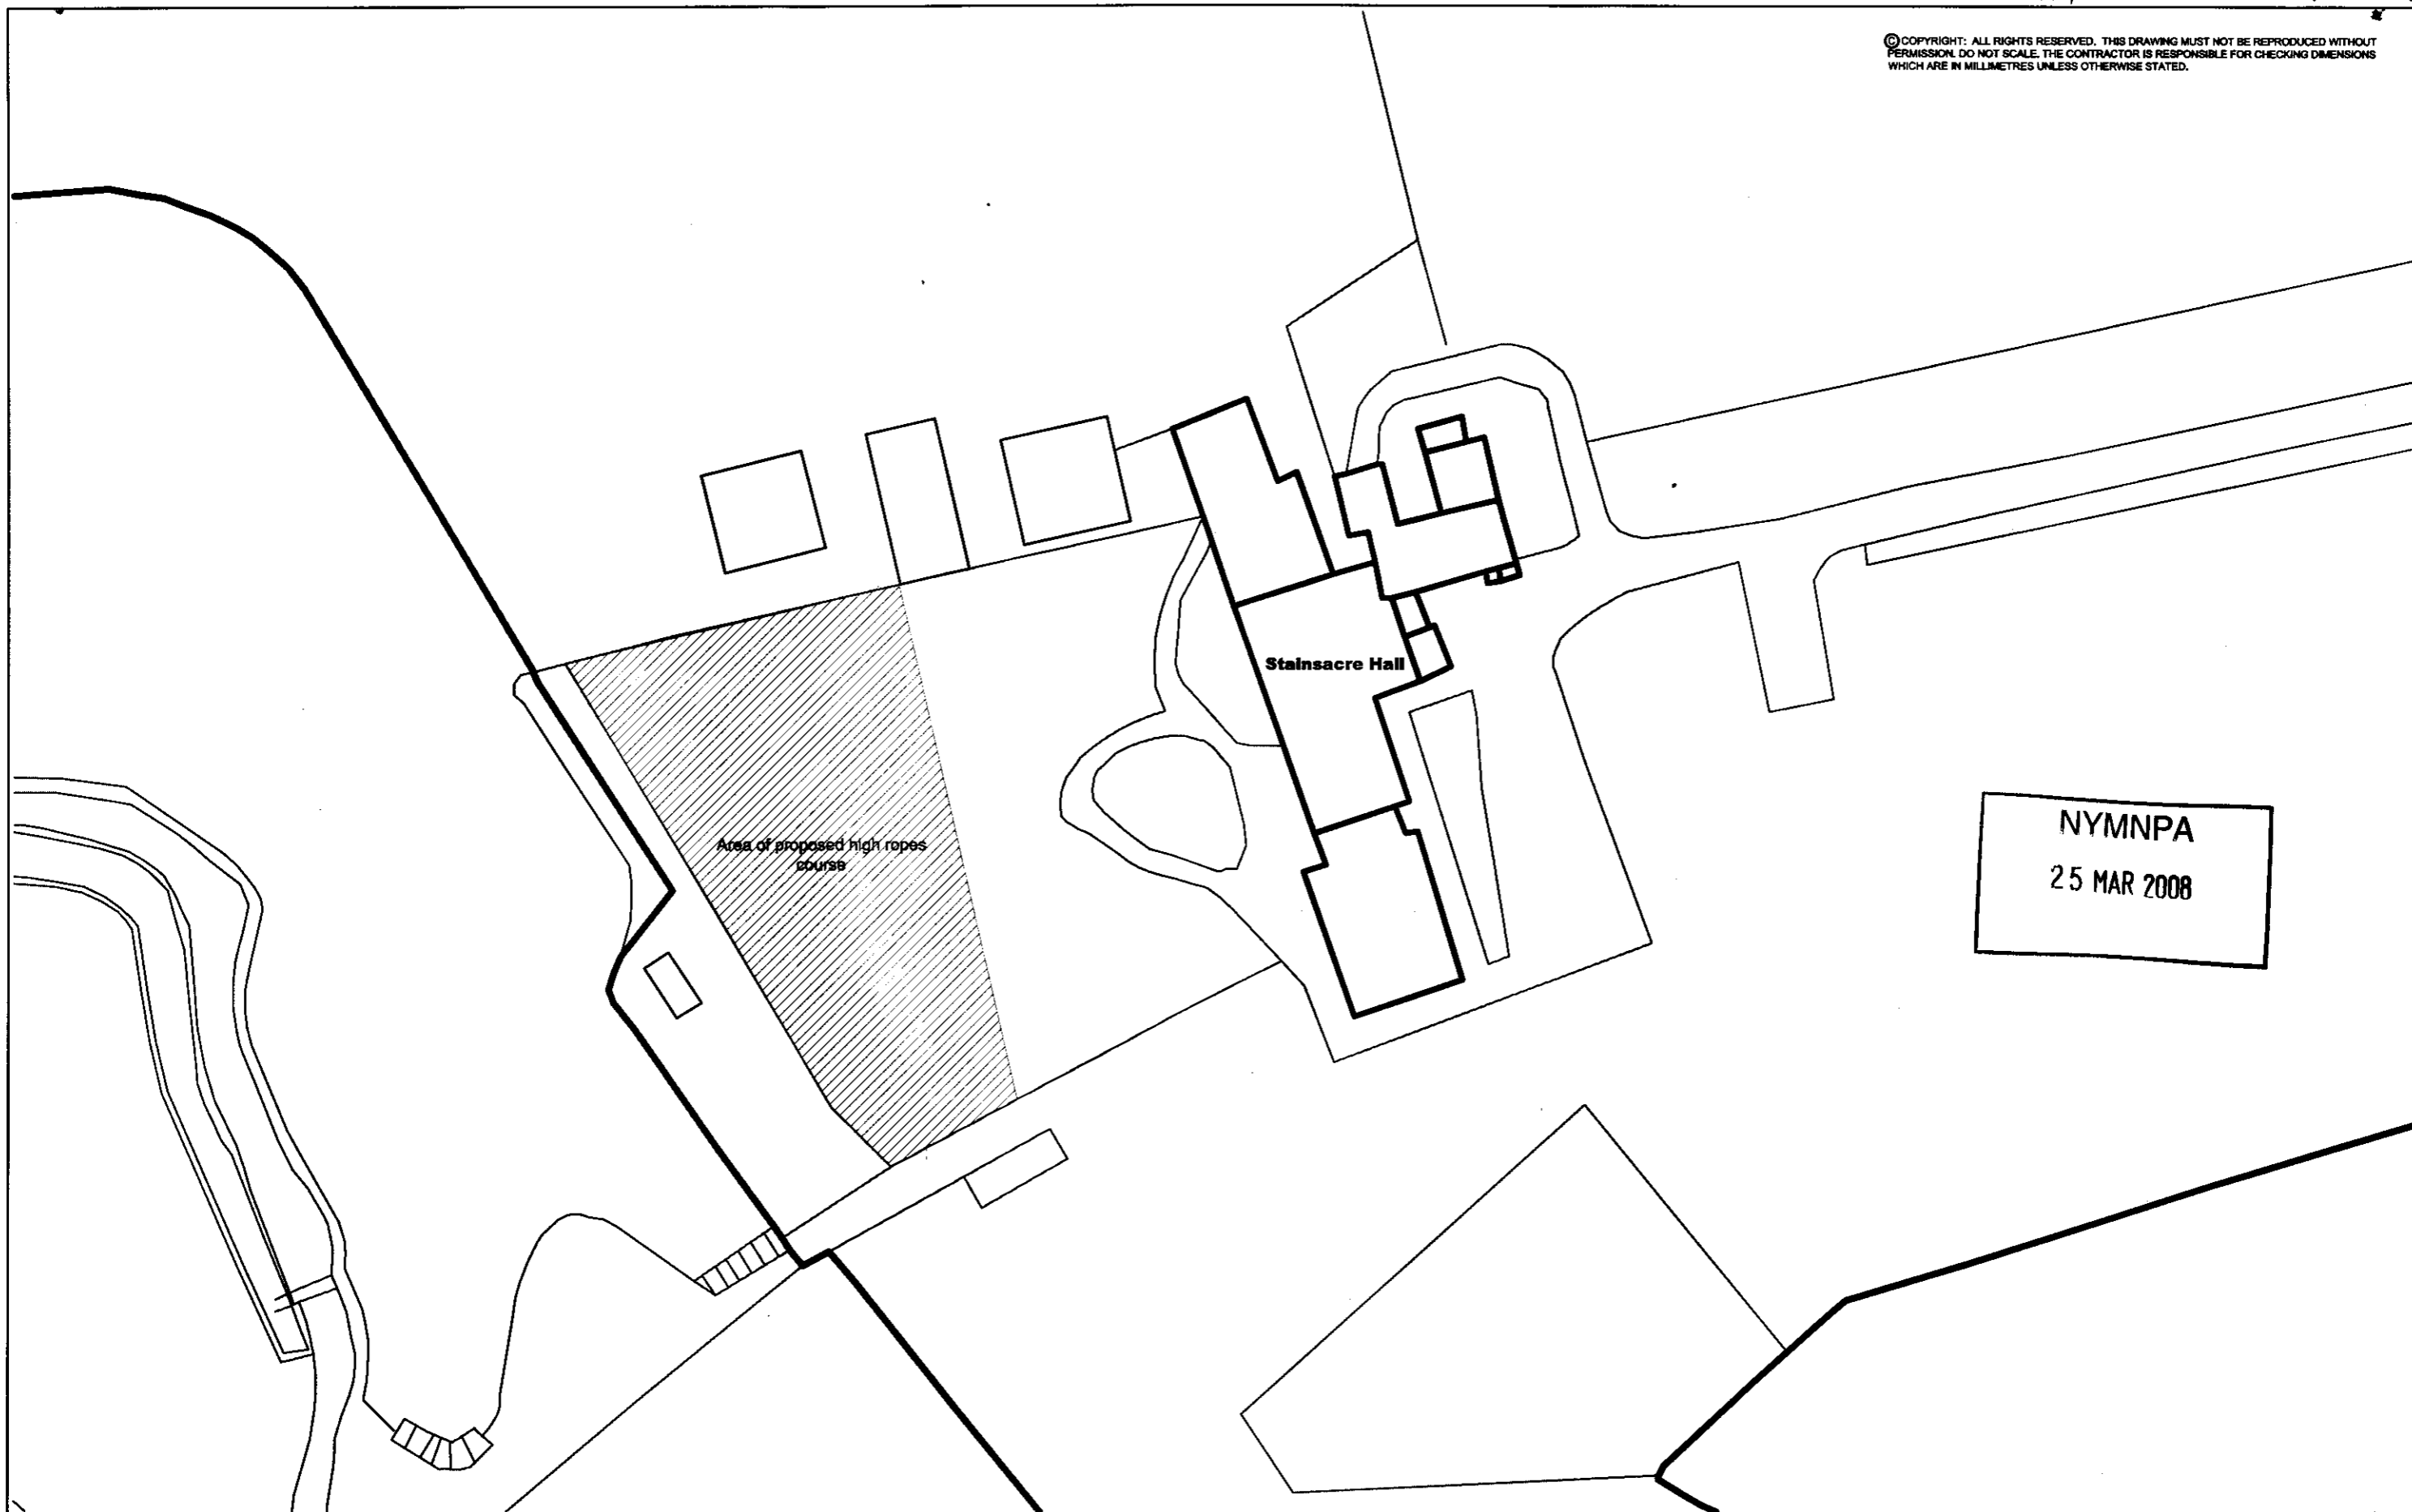 ©COPYRIGHT: ALL RIGHTS RESERVED. THIS DRAWING MUST NOT BE REPRODUCED WITHOUT
PERMISSION. DO NOT SCALE. THE CONTRACTOR IS RESPONSIBLE FOR CHECKING DIMENSIONS
WHICH ARE IN MILLIMETRES UNLESS OTHERWISE STATED.
Stainsacre Hall
Area of proposed high ropes
course
NYMNPA
25 MAR 2008